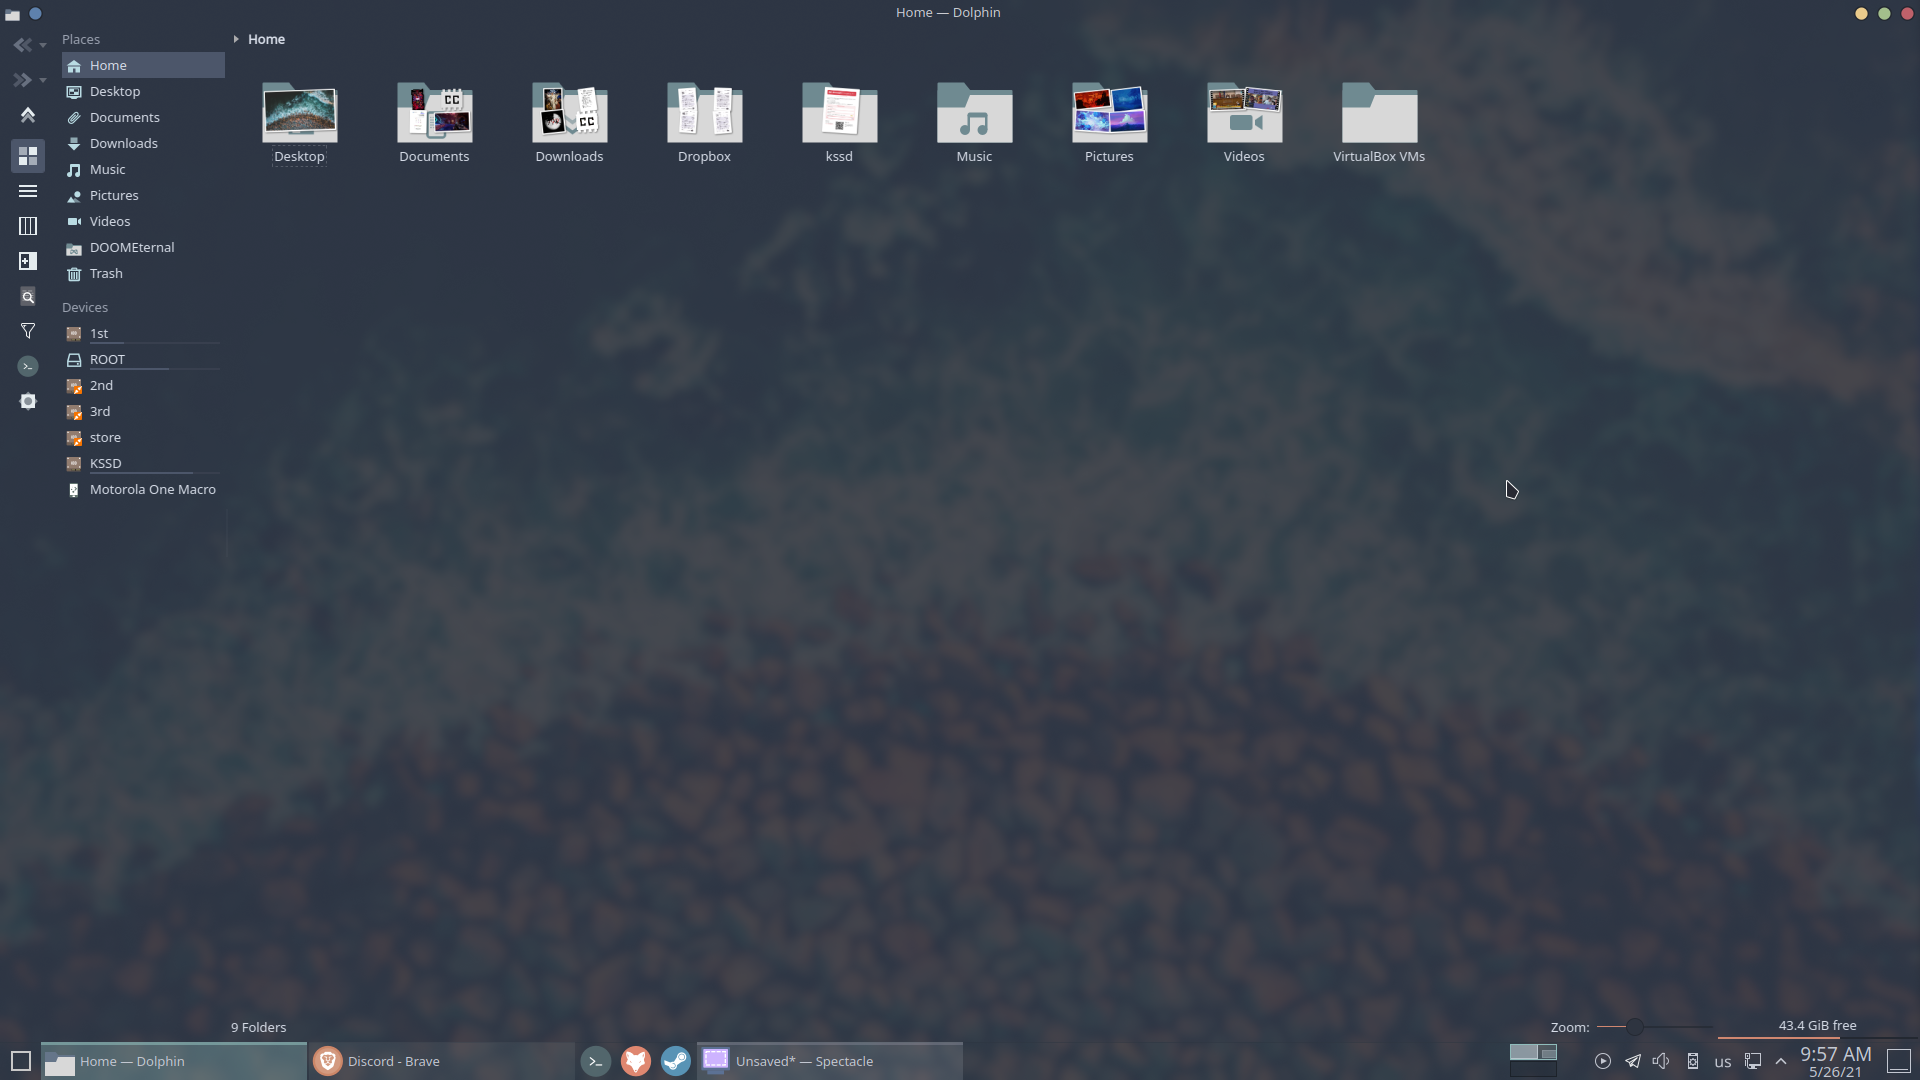 Home — Dolphin
Places
Home
Desktop
Documents
Downloads
Music
Pictures
Videos
DOOMEternal
Trash
Devices
1st
ROOT
2nd
3rd
store
KSSD
Motorola One Macro
Home
Desktop
Documents
CC
Downloads
CC
Dropbox
kssd
Music
Pictures
Videos
VirtualBox VMs
9 Folders
Zoom:
43.4 GiB free
Home — Dolphin
Discord - Brave
Unsaved* — Spectacle
us
9:57 AM
5/26/21